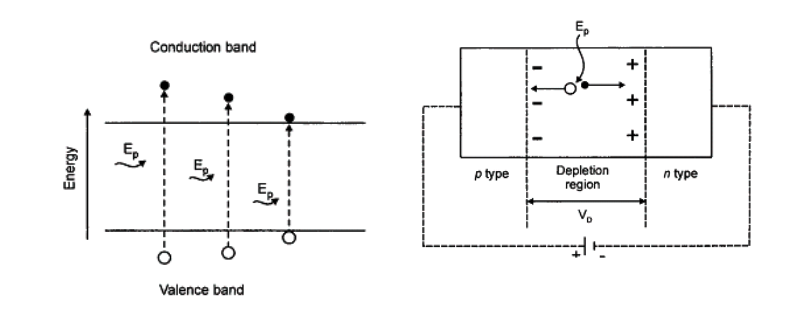 Conduction band
Energy
E_p
E_p
E_p
Valence band
E_p
- +
- +
- +
p type
Depletion region
n type
V_D
+ -